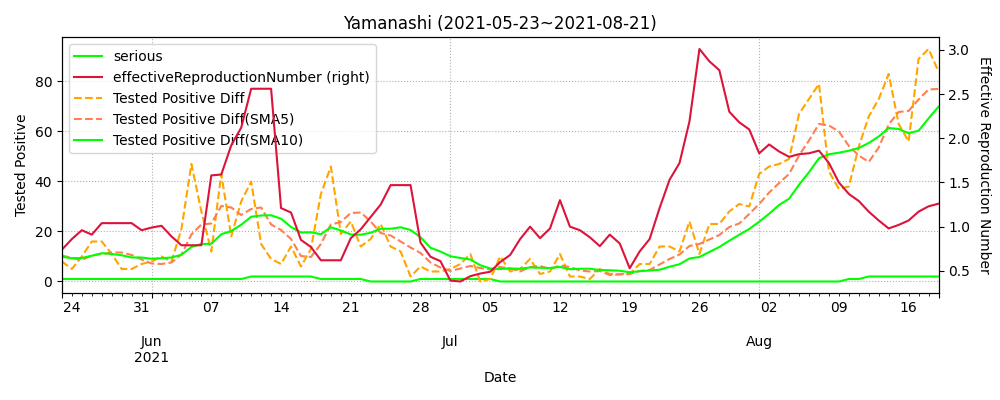 Yamanashi (2021-05-23~2021-08-21)
serious
effectiveReproductionNumber (right)
Tested Positive Diff
Tested Positive Diff(SMA5)
Tested Positive Diff(SMA10)
Tested Positive
80
60
40
20
0
Effective Reproduction Number
3.0
2.5
2.0
1.5
1.0
0.5
24 31 07 14 21 28 05 12 19 26 02 09 16
Jun Jul Aug
2021
Date